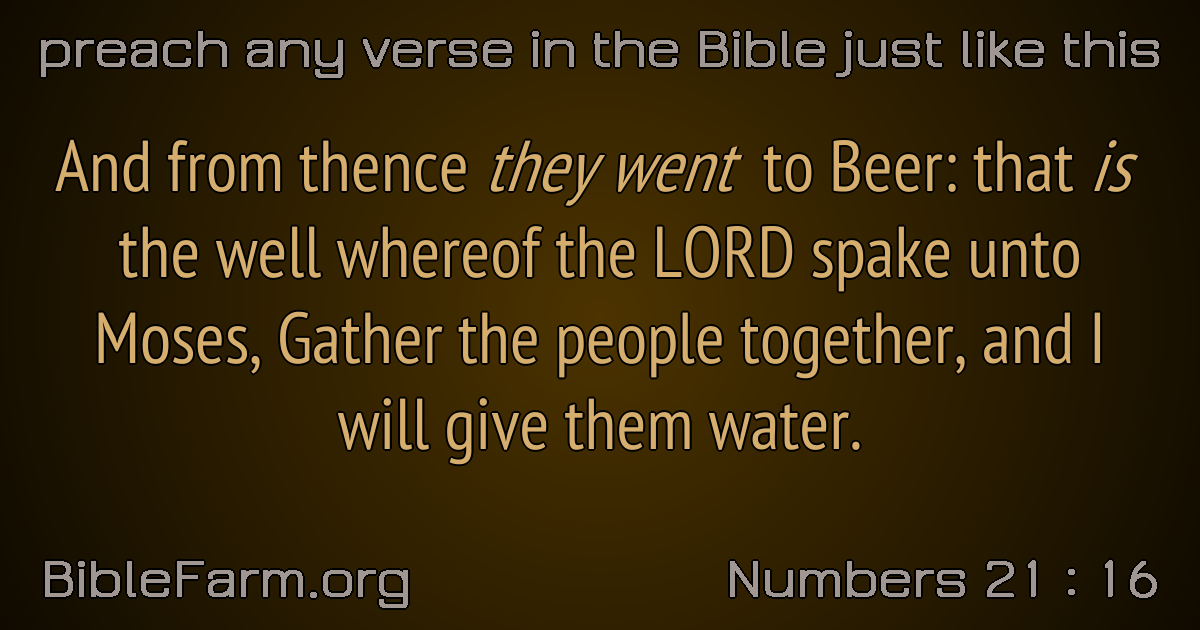 preach any verse in the Bible just like this
And from thence they went to Beer: that is
the well whereof the LORD spake unto
Moses, Gather the people together, and I
will give them water.
BibleFarm.org
Numbers 21 : 16